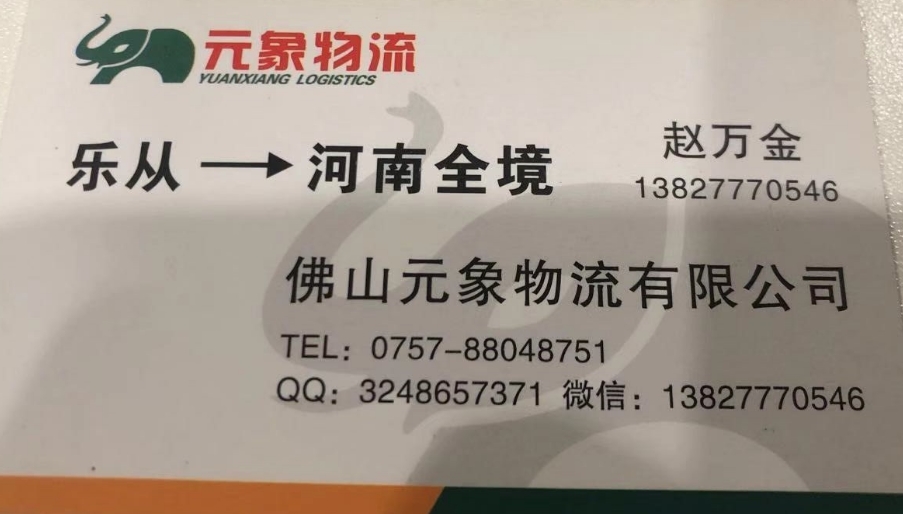 元象物流
YUANXIANG LOGISTICS
乐从→河南全境
赵万金
13827770546
佛山元象物流有限公司
TEL：0757-88048751
QQ：3248657371 微信：13827770546